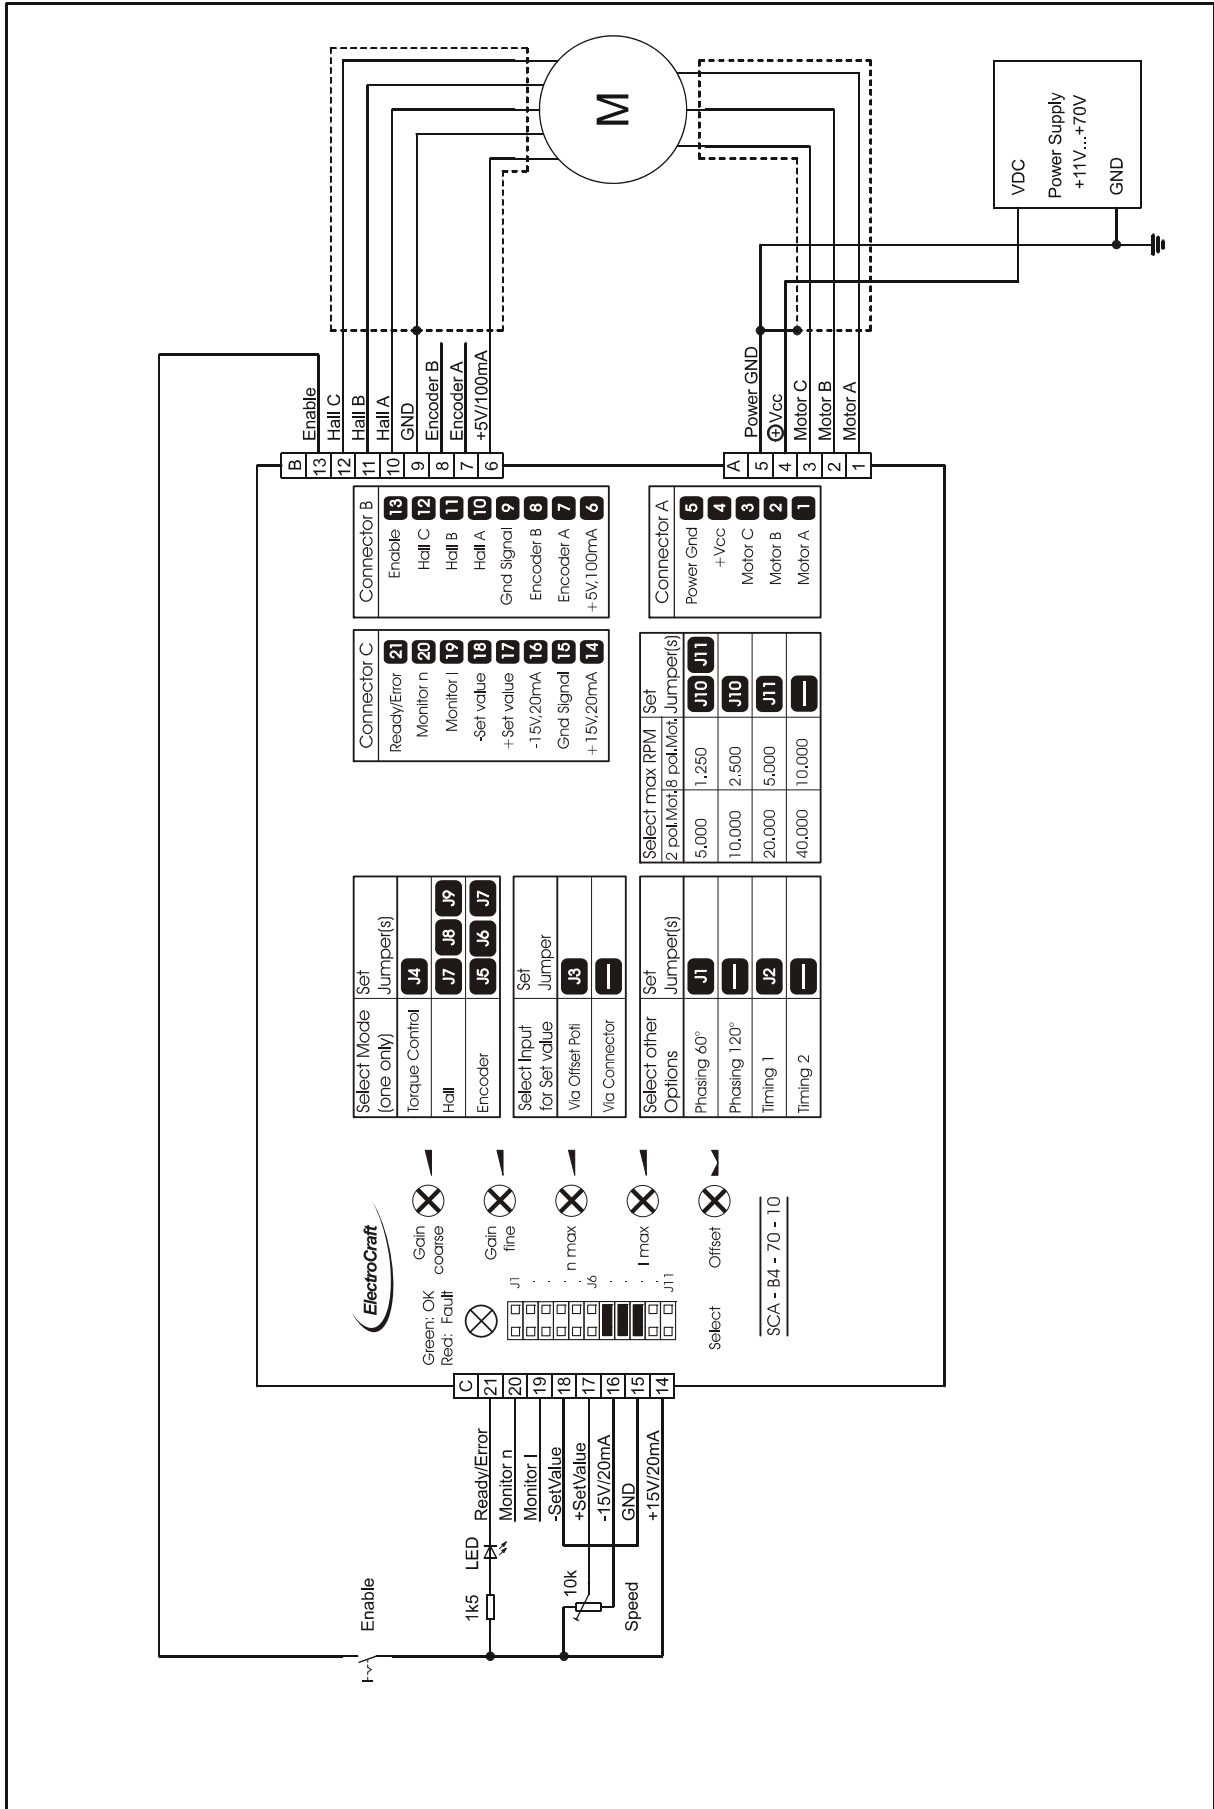 Enable
1k5
LED
10k
Speed
Ready/Error
Monitor n
Monitor I
-SetValue
+SetValue
-15V/20mA
GND
+15V/20mA
C
21
20
19
18
17
16
15
14
ElectroCraft
Green: OK
Red: Fault
J1
J6
J11
Select
Gain
coarse
Gain
fine
n max
I max
Offset
SCA - B4 - 70 - 10
Select Mode
(one only)
Set
Jumper(s)
Torque Control
J4
Hall
J7 J8 J9
Encoder
J5 J6 J7
Select Input
for Set value
Set
Jumper
Via Offset Poti
J3
Via Connector
—
Select other
Options
Set
Jumper(s)
Phasing 60°
J1
Phasing 120°
—
Timing 1
J2
Timing 2
—
Connector C
Ready/Error 21
Monitor n 20
Monitor I 19
-Set value 18
+Set value 17
-15V,20mA 16
Gnd Signal 15
+15V,20mA 14
Select max RPM
Set
2 pol.Mot. 8 pol.Mot. Jumper(s)
5.000 1.250 J10 J11
10.000 2.500 J10
20.000 5.000 J11
40.000 10.000 —
Connector B
Enable 13
Hall C 12
Hall B 11
Hall A 10
Gnd Signal 9
Encoder B 8
Encoder A 7
+5V,100mA 6
Connector A
Power Gnd 5
+Vcc 4
Motor C 3
Motor B 2
Motor A 1
B
13
12
11
10
9
8
7
6
Enable
Hall C
Hall B
Hall A
GND
Encoder B
Encoder A
+5V/100mA
A
5
4
3
2
1
Power GND
+Vcc
Motor C
Motor B
Motor A
M
VDC
Power Supply
+11V...+70V
GND